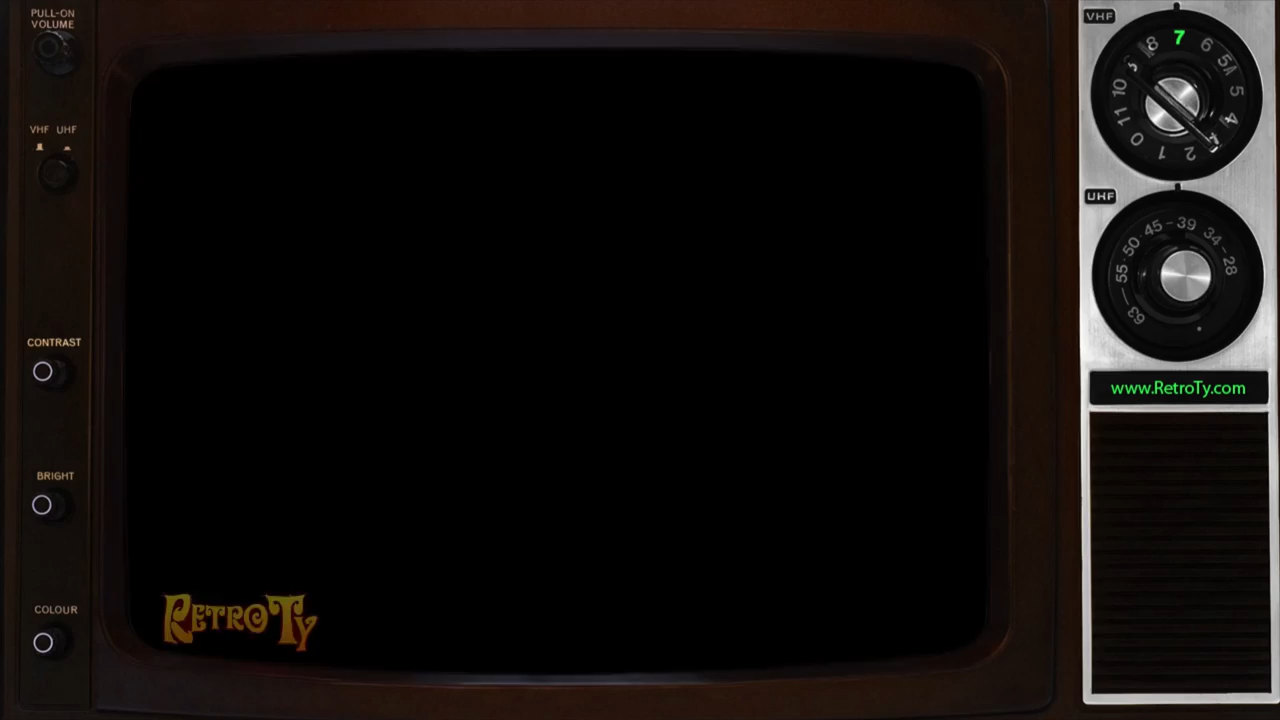 PULL-ON
VOLUME
VHF UHF
CONTRAST
BRIGHT
COLOUR
RETROTY
VHF
7
6
5A
5
4
2
1
0
11
10
9
8
UHF
63—55·50·45-39 34-28
www.RetroTy.com